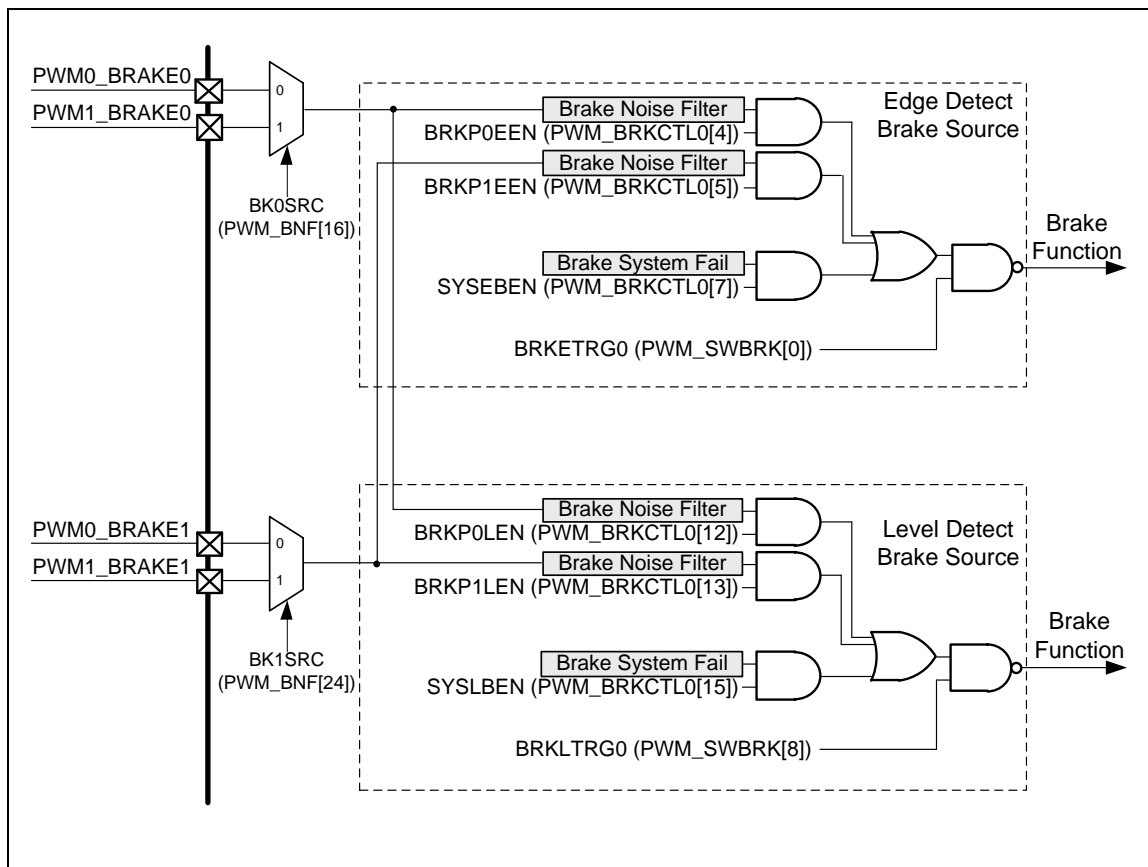 PWM0_BRAKE0
PWM1_BRAKE0
0
1
BK0SRC
(PWM_BNF[16])
Edge Detect
Brake Source
Brake Noise Filter
BRKP0EEN (PWM_BRKCTL0[4])
Brake Noise Filter
BRKP1EEN (PWM_BRKCTL0[5])
Brake System Fail
SYSEBEN (PWM_BRKCTL0[7])
BRKETRG0 (PWM_SWBRK[0])
Brake
Function
PWM0_BRAKE1
PWM1_BRAKE1
0
1
BK1SRC
(PWM_BNF[24])
Level Detect
Brake Source
Brake Noise Filter
BRKP0LEN (PWM_BRKCTL0[12])
Brake Noise Filter
BRKP1LEN (PWM_BRKCTL0[13])
Brake System Fail
SYSLBEN (PWM_BRKCTL0[15])
BRKLTRG0 (PWM_SWBRK[8])
Brake
Function